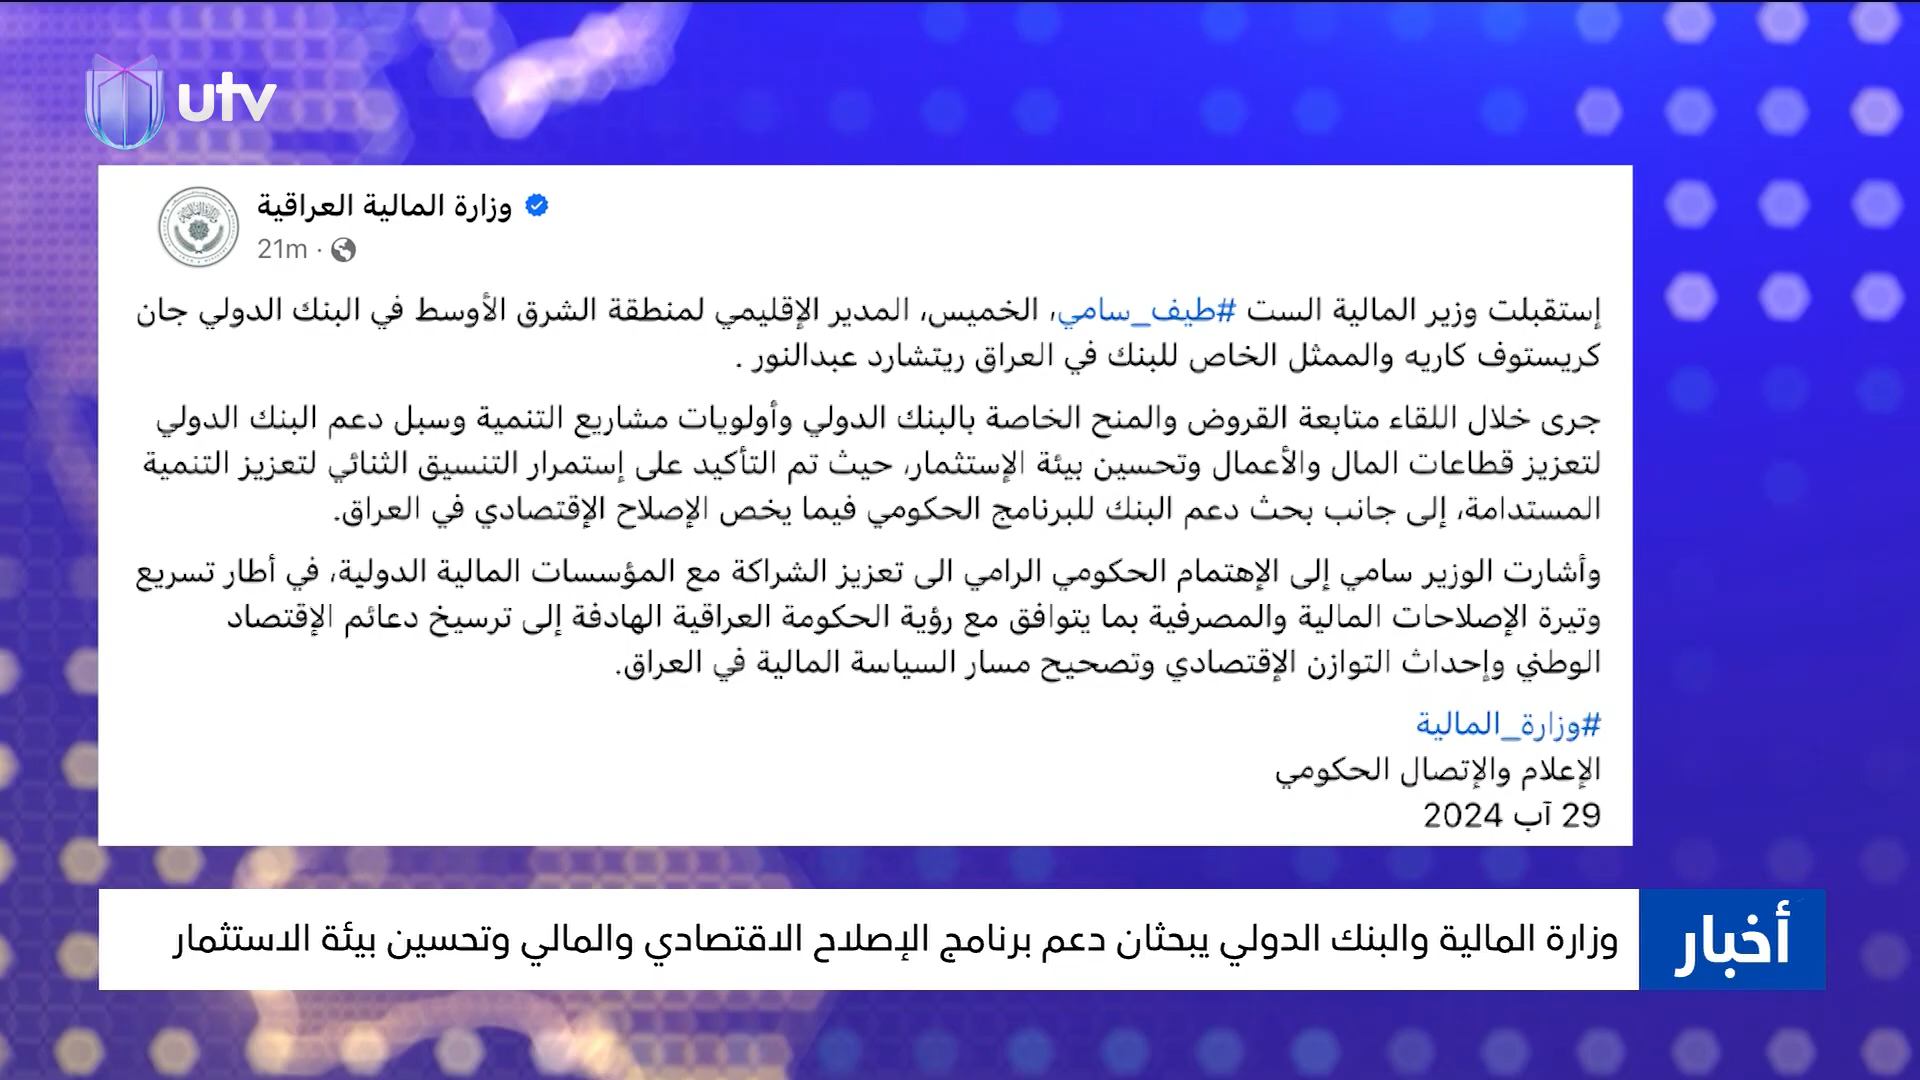 utv
وزارة المالية العراقية
21m ·
إستقبلت وزير المالية الست #طيف_سامي، الخميس، المدير الإقليمي لمنطقة الشرق الأوسط في البنك الدولي جان
كريستوف كاريه والممثل الخاص للبنك في العراق ريتشارد عبدالنور .
جرى خلال اللقاء متابعة القروض والمنح الخاصة بالبنك الدولي وأولويات مشاريع التنمية وسبل دعم البنك الدولي
لتعزيز قطاعات المال والأعمال وتحسين بيئة الإستثمار، حيث تم التأكيد على إستمرار التنسيق الثنائي لتعزيز التنمية
المستدامة، إلى جانب بحث دعم البنك للبرنامج الحكومي فيما يخص الإصلاح الإقتصادي في العراق.
وأشارت الوزير سامي إلى الإهتمام الحكومي الرامي الى تعزيز الشراكة مع المؤسسات المالية الدولية، في أطار تسريع
وتيرة الإصلاحات المالية والمصرفية بما يتوافق مع رؤية الحكومة العراقية الهادفة إلى ترسيخ دعائم الإقتصاد
الوطني وإحداث التوازن الإقتصادي وتصحيح مسار السياسة المالية في العراق.
#وزارة_المالية
الإعلام والإتصال الحكومي
29 آب 2024
أخبار
وزارة المالية والبنك الدولي يبحثان دعم برنامج الإصلاح الاقتصادي والمالي وتحسين بيئة الاستثمار